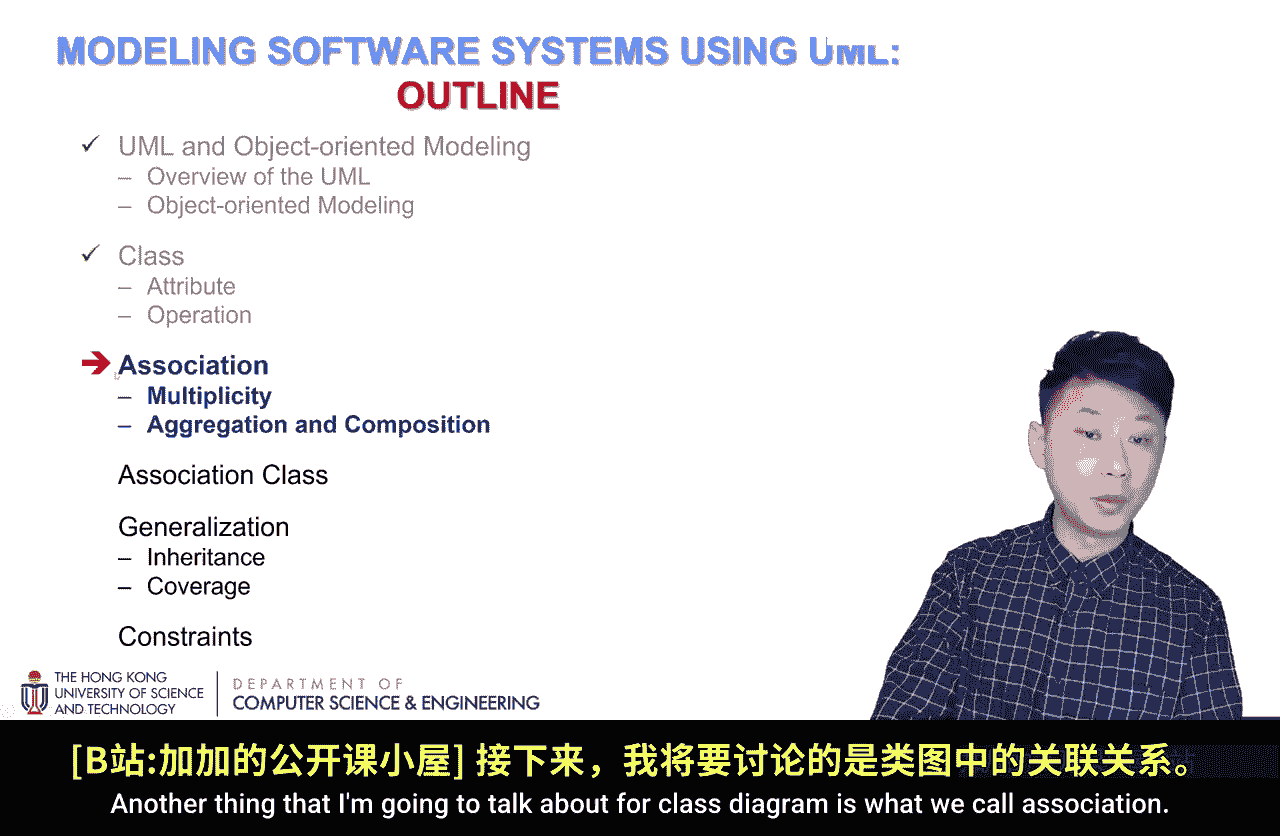 MODELING SOFTWARE SYSTEMS USING UML:
OUTLINE
✓ UML and Object-oriented Modeling
– Overview of the UML
– Object-oriented Modeling
✓ Class
– Attribute
– Operation
➔ Association
– Multiplicity
– Aggregation and Composition
Association Class
Generalization
– Inheritance
– Coverage
Constraints
THE HONG KONG
UNIVERSITY OF SCIENCE
AND TECHNOLOGY
DEPARTMENT OF
COMPUTER SCIENCE & ENGINEERING
[B站:加加的公开课小屋] 接下来，我将要讨论的是类图中的关联关系。
Another thing that I'm going to talk about for class diagram is what we call association.